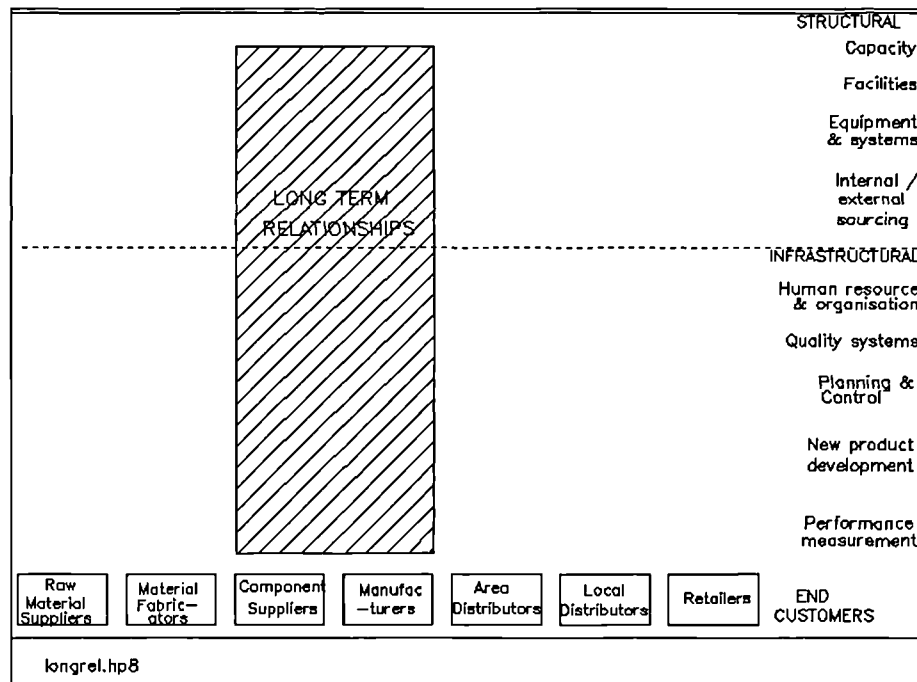 STRUCTURAL
Capacity
Facilities
Equipment
& systems
Internal /
external
sourcing
LONG TERM
RELATIONSHIPS
INFRASTRUCTURAL
Human resource
& organisation
Quality systems
Planning &
Control
New product
development
Performance
measurement
Raw
Material
Suppliers
Material
Fabric-
ators
Component
Suppliers
Manufac
-turers
Area
Distributors
Local
Distributors
Retailers
END
CUSTOMERS
longrel.hp8